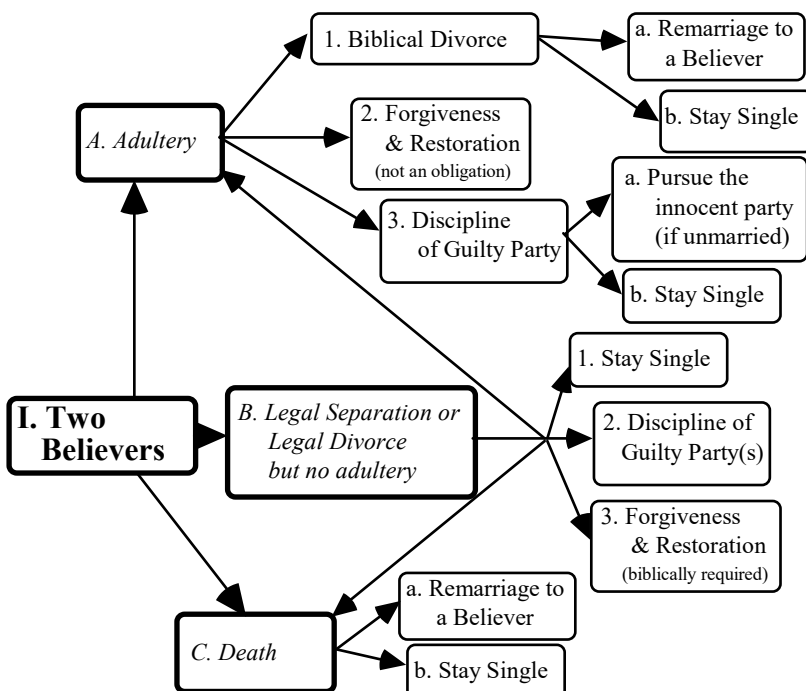 1. Biblical Divorce
a. Remarriage to
a Believer
b. Stay Single
A. Adultery
2. Forgiveness
& Restoration
(not an obligation)
3. Discipline
of Guilty Party
a. Pursue the
innocent party
(if unmarried)
b. Stay Single
I. Two
Believers
B. Legal Separation or
Legal Divorce
but no adultery
1. Stay Single
2. Discipline of
Guilty Party(s)
3. Forgiveness
& Restoration
(biblically required)
C. Death
a. Remarriage to
a Believer
b. Stay Single